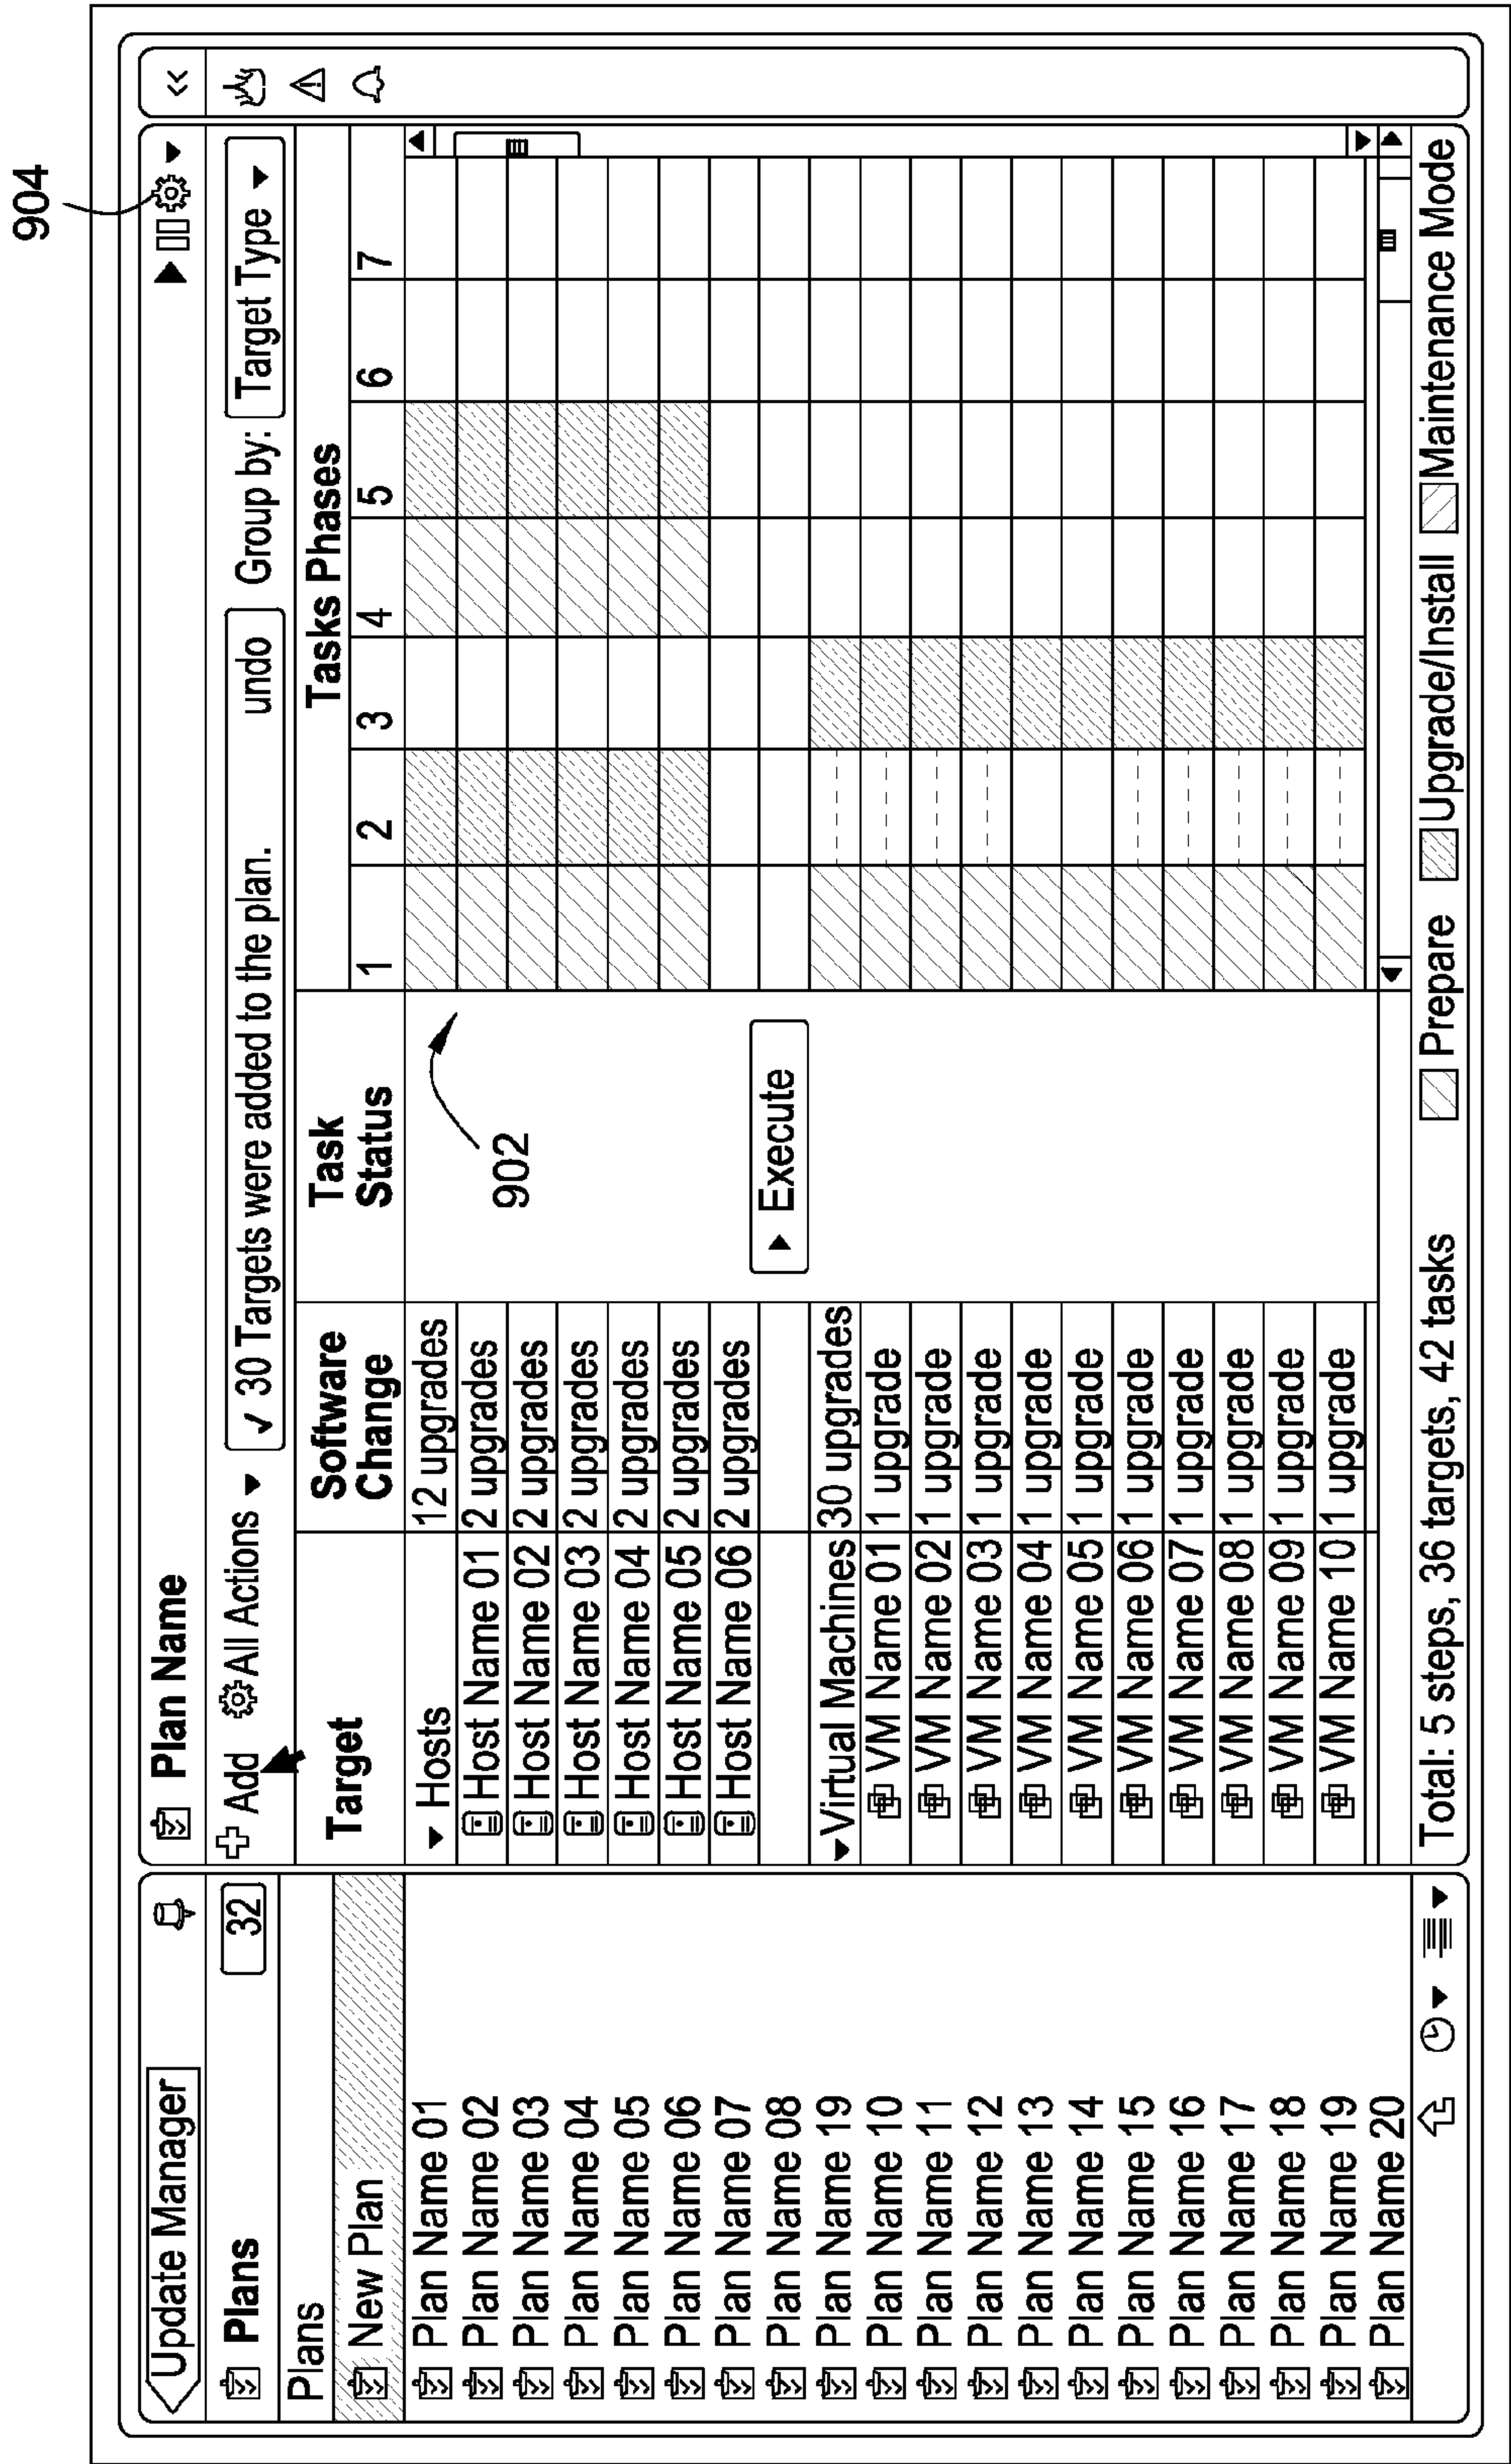 904
Update Manager
Plans 32
Plans
New Plan
Plan Name 01
Plan Name 02
Plan Name 03
Plan Name 04
Plan Name 05
Plan Name 06
Plan Name 07
Plan Name 08
Plan Name 19
Plan Name 10
Plan Name 11
Plan Name 12
Plan Name 13
Plan Name 14
Plan Name 15
Plan Name 16
Plan Name 17
Plan Name 18
Plan Name 19
Plan Name 20
Plan Name
Add All Actions ✓ 30 Targets were added to the plan. undo Group by: Target Type
Target Software Change Task Status Tasks Phases
1 2 3 4 5 6 7
Hosts 12 upgrades
Host Name 01 2 upgrades
Host Name 02 2 upgrades
Host Name 03 2 upgrades
Host Name 04 2 upgrades
Host Name 05 2 upgrades
Host Name 06 2 upgrades
902
Execute
Virtual Machines 30 upgrades
VM Name 01 1 upgrade
VM Name 02 1 upgrade
VM Name 03 1 upgrade
VM Name 04 1 upgrade
VM Name 05 1 upgrade
VM Name 06 1 upgrade
VM Name 07 1 upgrade
VM Name 08 1 upgrade
VM Name 09 1 upgrade
VM Name 10 1 upgrade
Total: 5 steps, 36 targets, 42 tasks Prepare Upgrade/Install Maintenance Mode